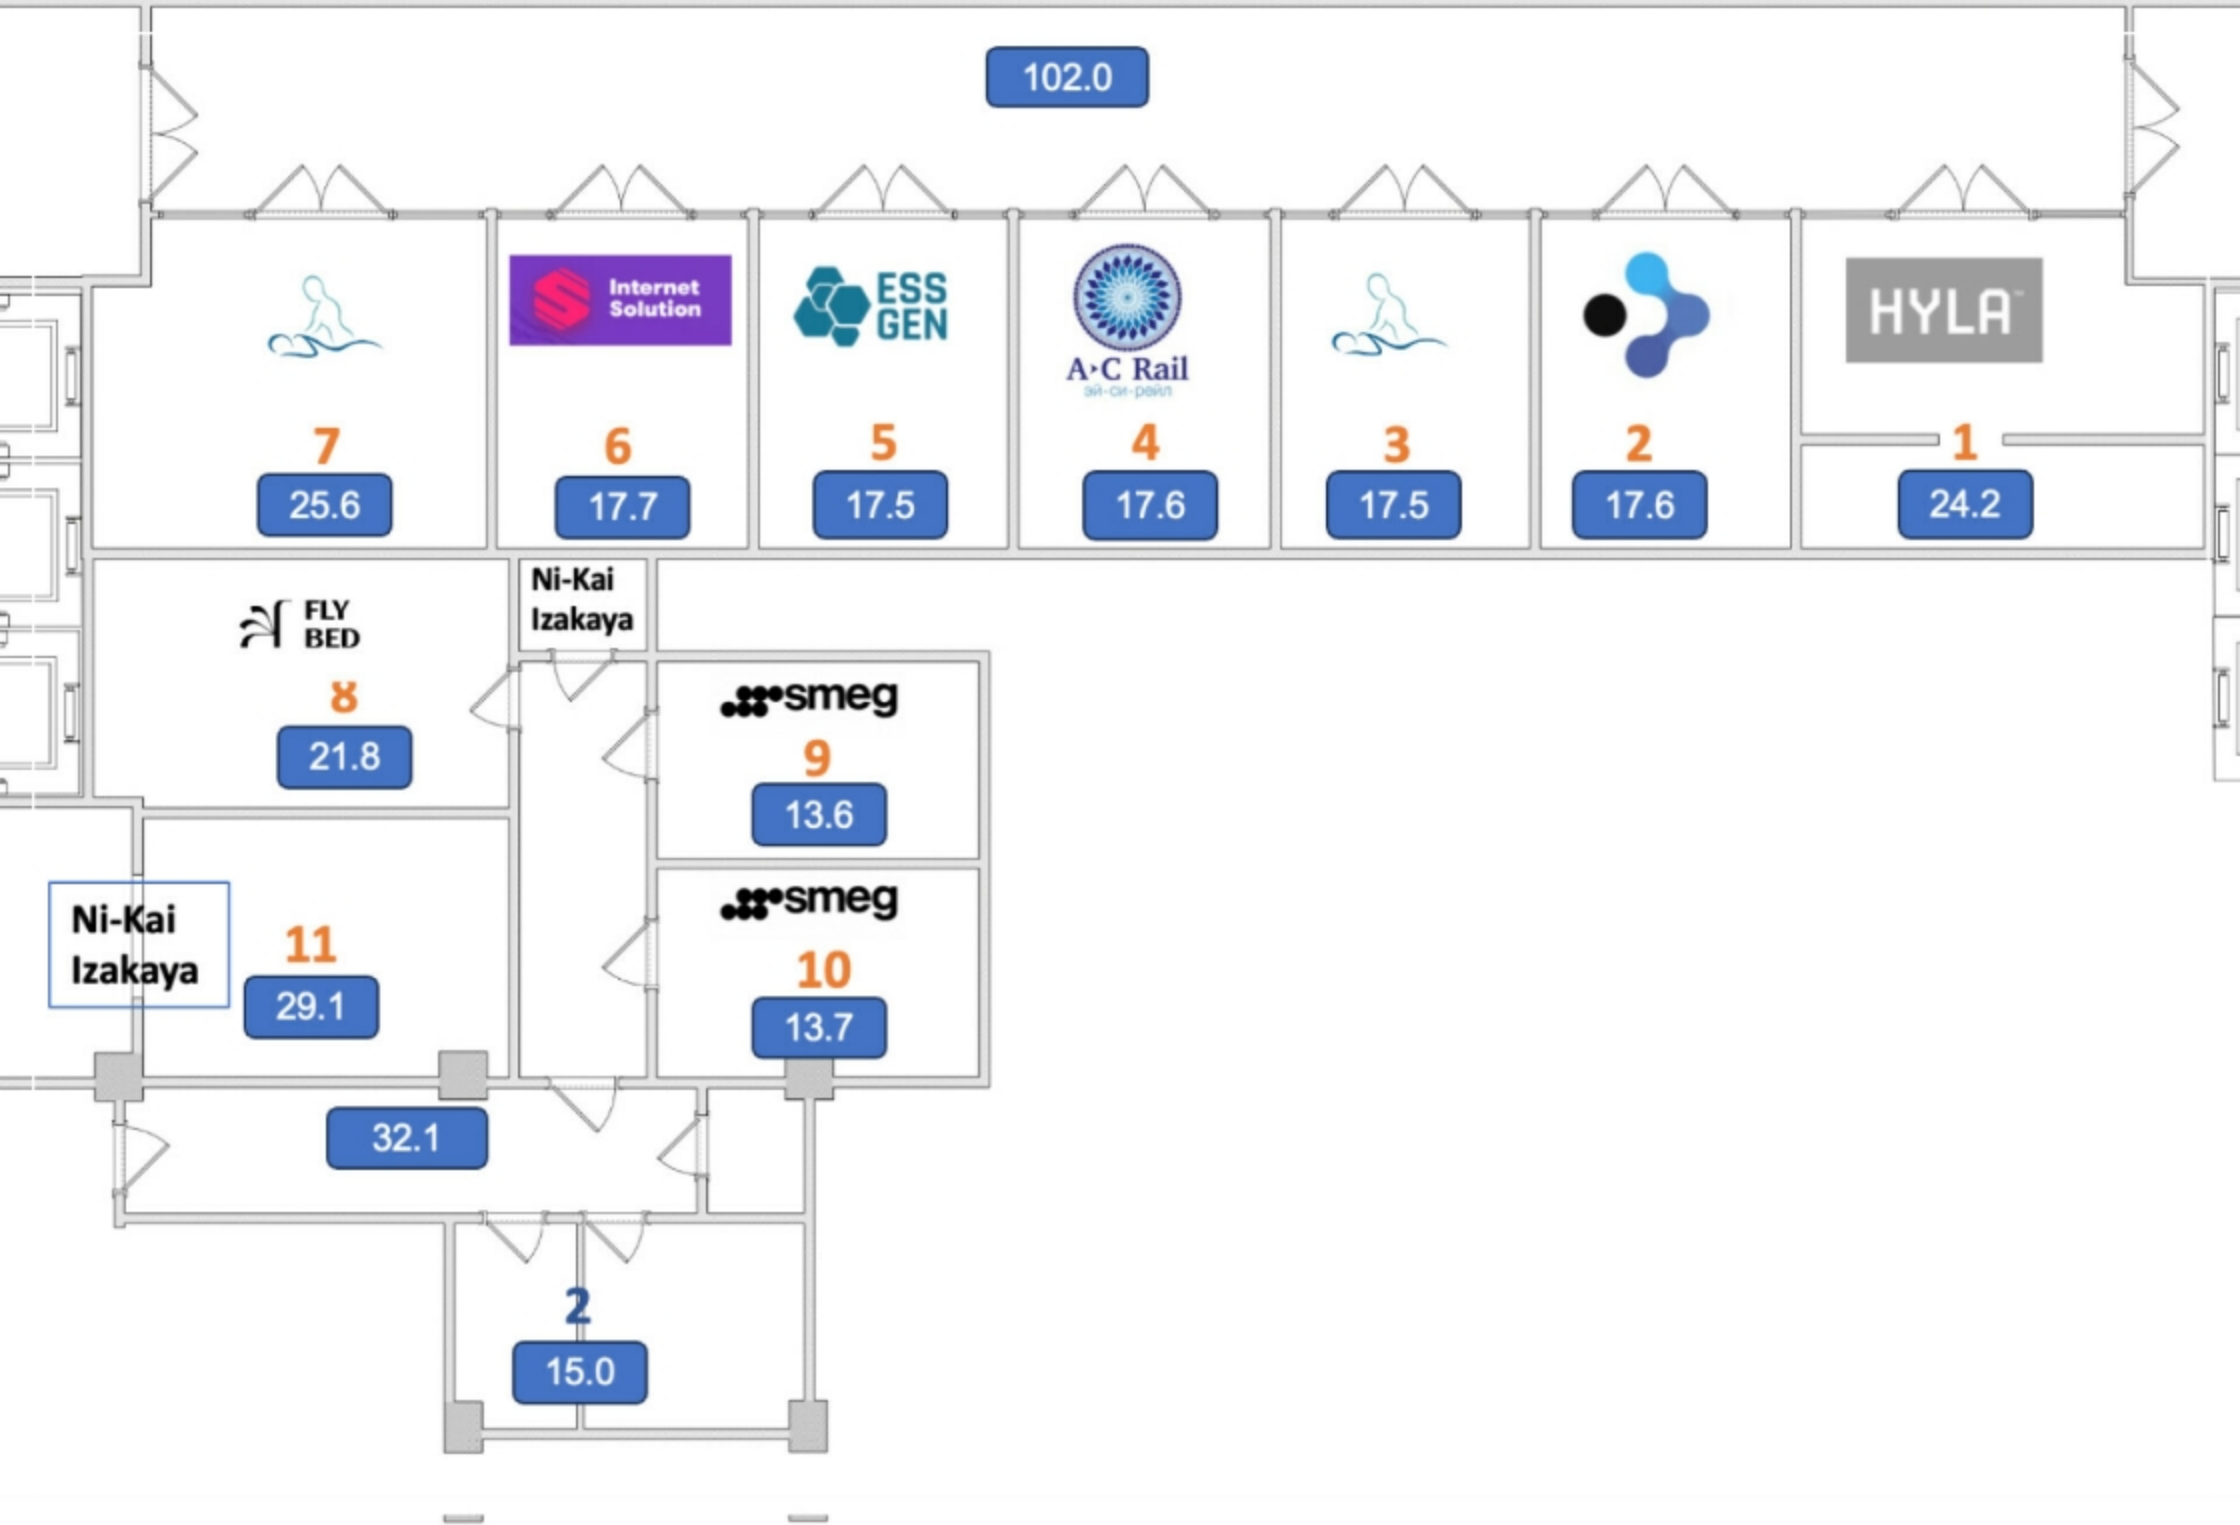 102.0
Internet
Solution
ESS
GEN
A·C Rail
эй-си-рейл
HYLA™
7
6
5
4
3
2
1
25.6
17.7
17.5
17.6
17.5
17.6
24.2
Ni-Kai
Izakaya
FLY
BED
8
21.8
smeg
9
13.6
smeg
10
13.7
Ni-Kai
Izakaya
11
29.1
32.1
2
15.0